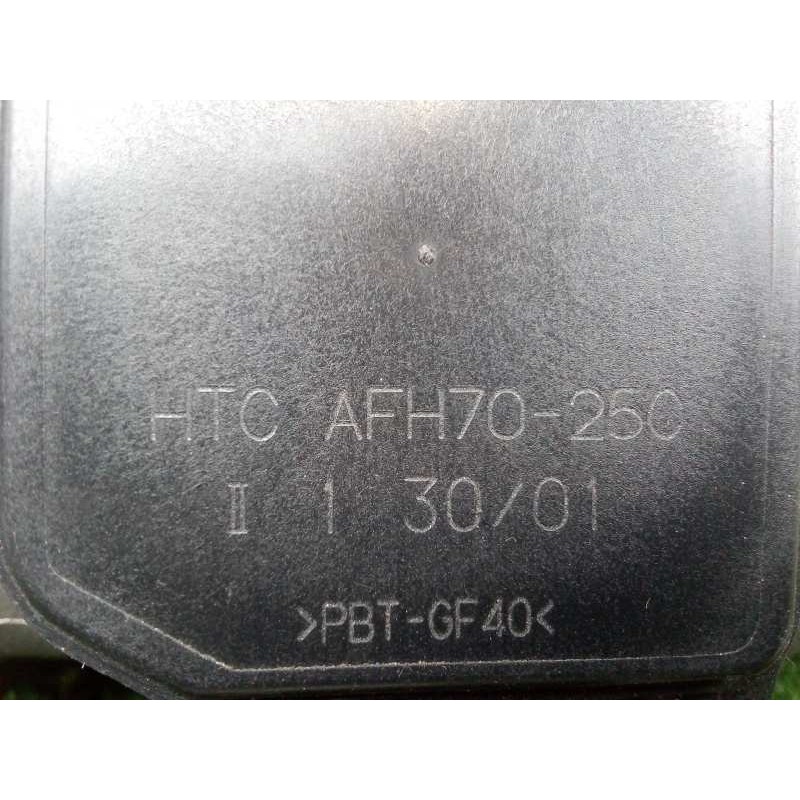 HTC AFH70-25C
II 1 30/01
>PBT-GF40<